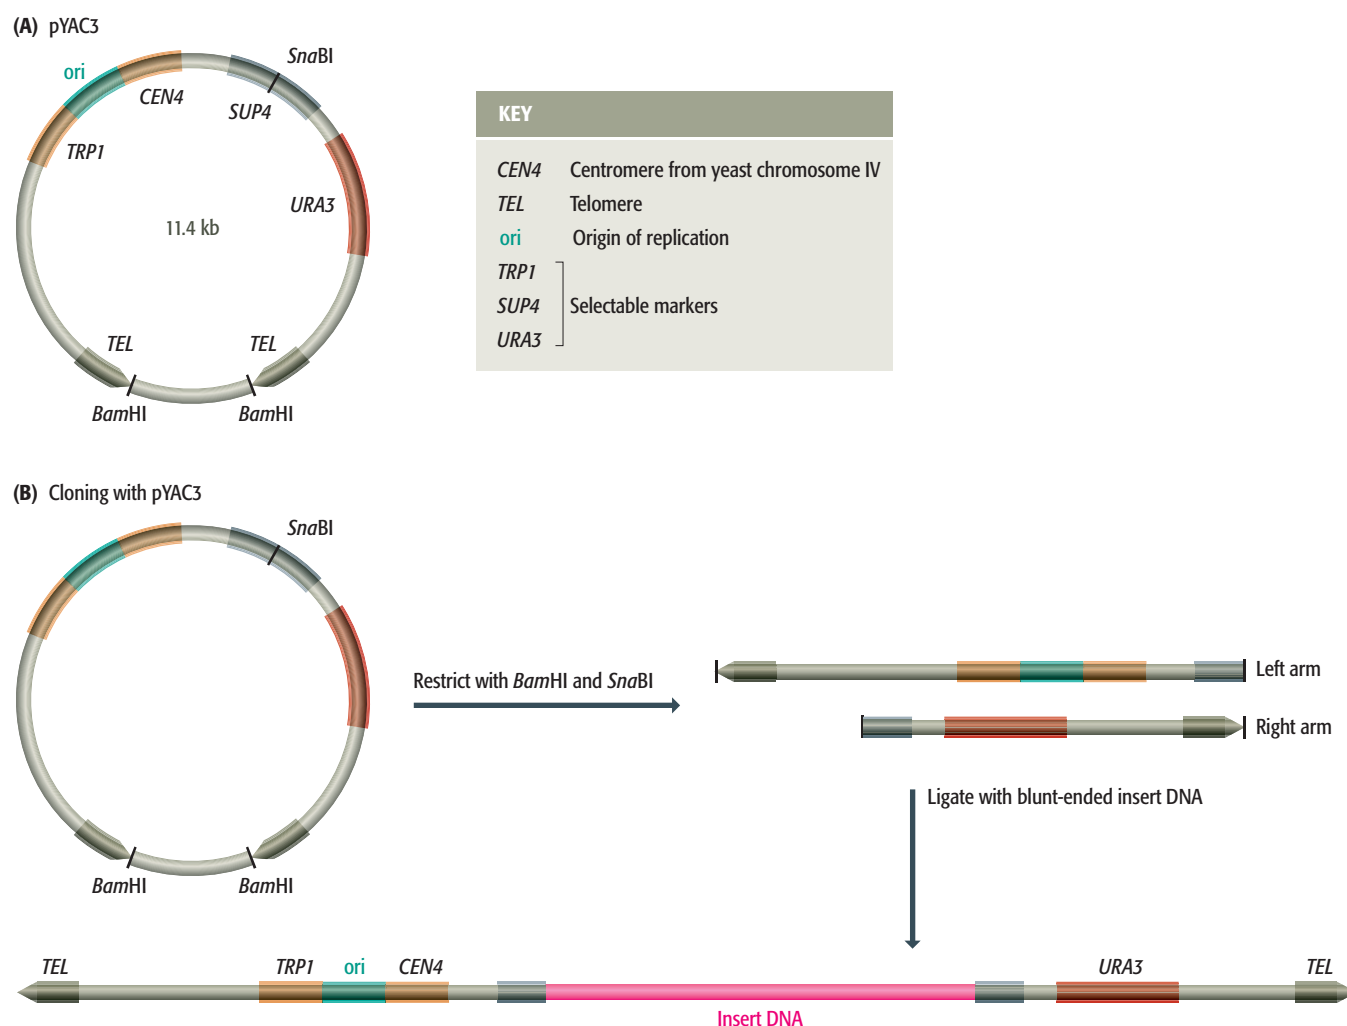 (A) pYAC3
SnaBI
ori
CEN4
SUP4
TRP1
URA3
11.4 kb
TEL TEL
BamHI BamHI
KEY
CEN4 Centromere from yeast chromosome IV
TEL Telomere
ori Origin of replication
TRP1
SUP4 Selectable markers
URA3
(B) Cloning with pYAC3
SnaBI
BamHI BamHI
Restrict with BamHI and SnaBI
Left arm
Right arm
Ligate with blunt-ended insert DNA
TEL TRP1 ori CEN4 URA3 TEL
Insert DNA